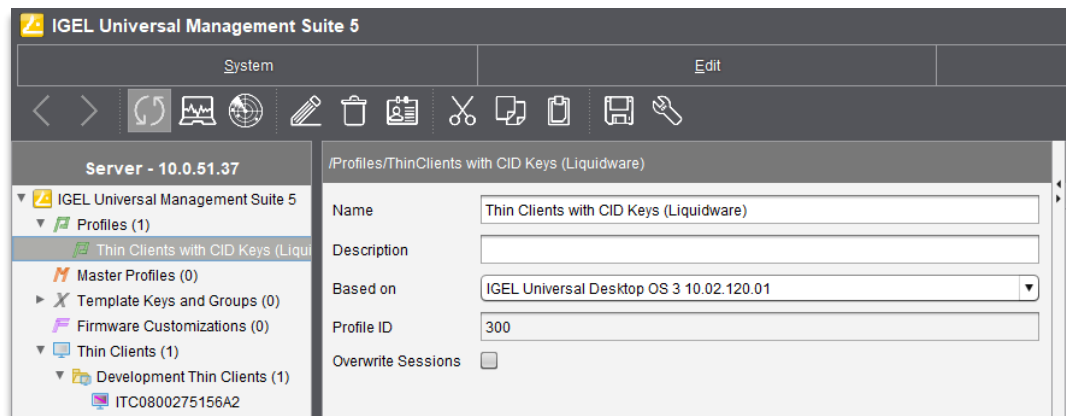 IGEL Universal Management Suite 5
System Edit
Server - 10.0.51.37
IGEL Universal Management Suite 5
Profiles (1)
Thin Clients with CID Keys (Liqui
Master Profiles (0)
Template Keys and Groups (0)
Firmware Customizations (0)
Thin Clients (1)
Development Thin Clients (1)
ITC0800275156A2
/Profiles/ThinClients with CID Keys (Liquidware)
Name Thin Clients with CID Keys (Liquidware)
Description
Based on IGEL Universal Desktop OS 3 10.02.120.01
Profile ID 300
Overwrite Sessions